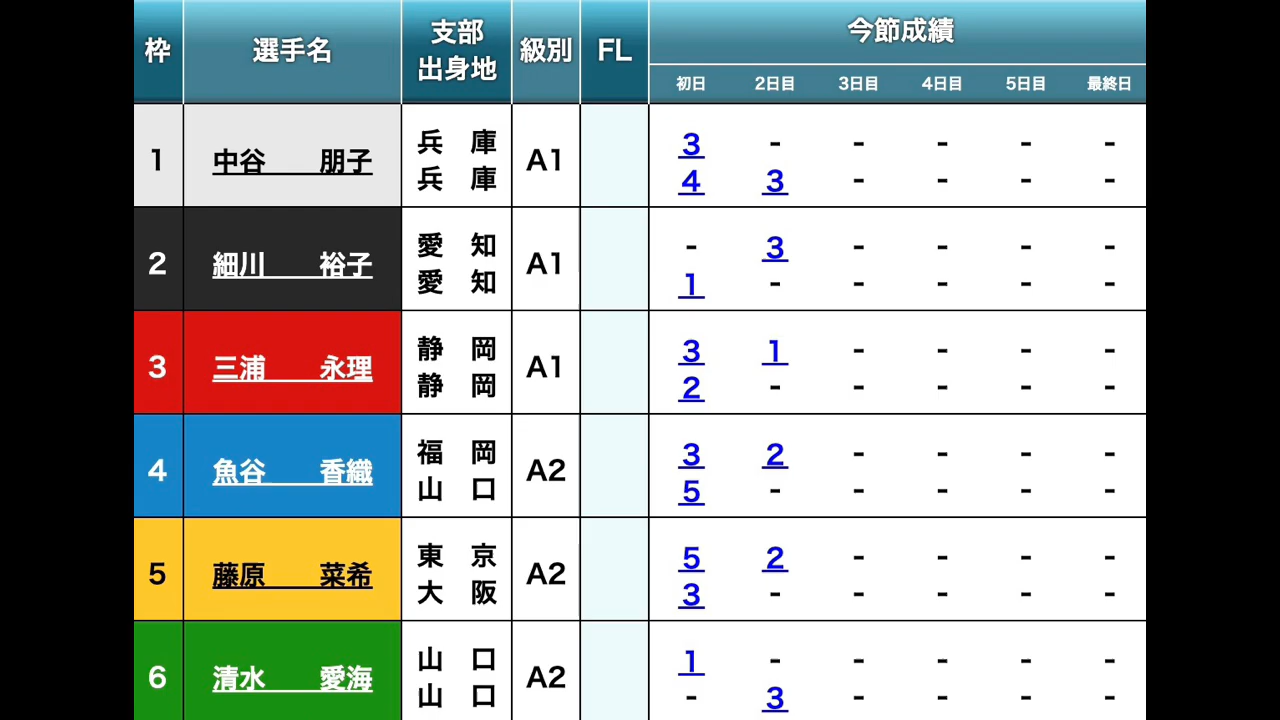 枠 選手名 支部 出身地 級別 FL 今節成績
初日 2日目 3日目 4日目 5日目 最終日
1 中谷 朋子 兵庫 兵庫 A1
3 - - - - -
4 3 - - - -
2 細川 裕子 愛知 愛知 A1
- 3 - - - -
1 - - - - -
3 三浦 永理 静岡 静岡 A1
3 1 - - - -
2 - - - - -
4 魚谷 香織 福岡 山口 A2
3 2 - - - -
5 - - - - -
5 藤原 菜希 東京 大阪 A2
5 2 - - - -
3 - - - - -
6 清水 愛海 山口 山口 A2
1 - - - - -
- 3 - - - -